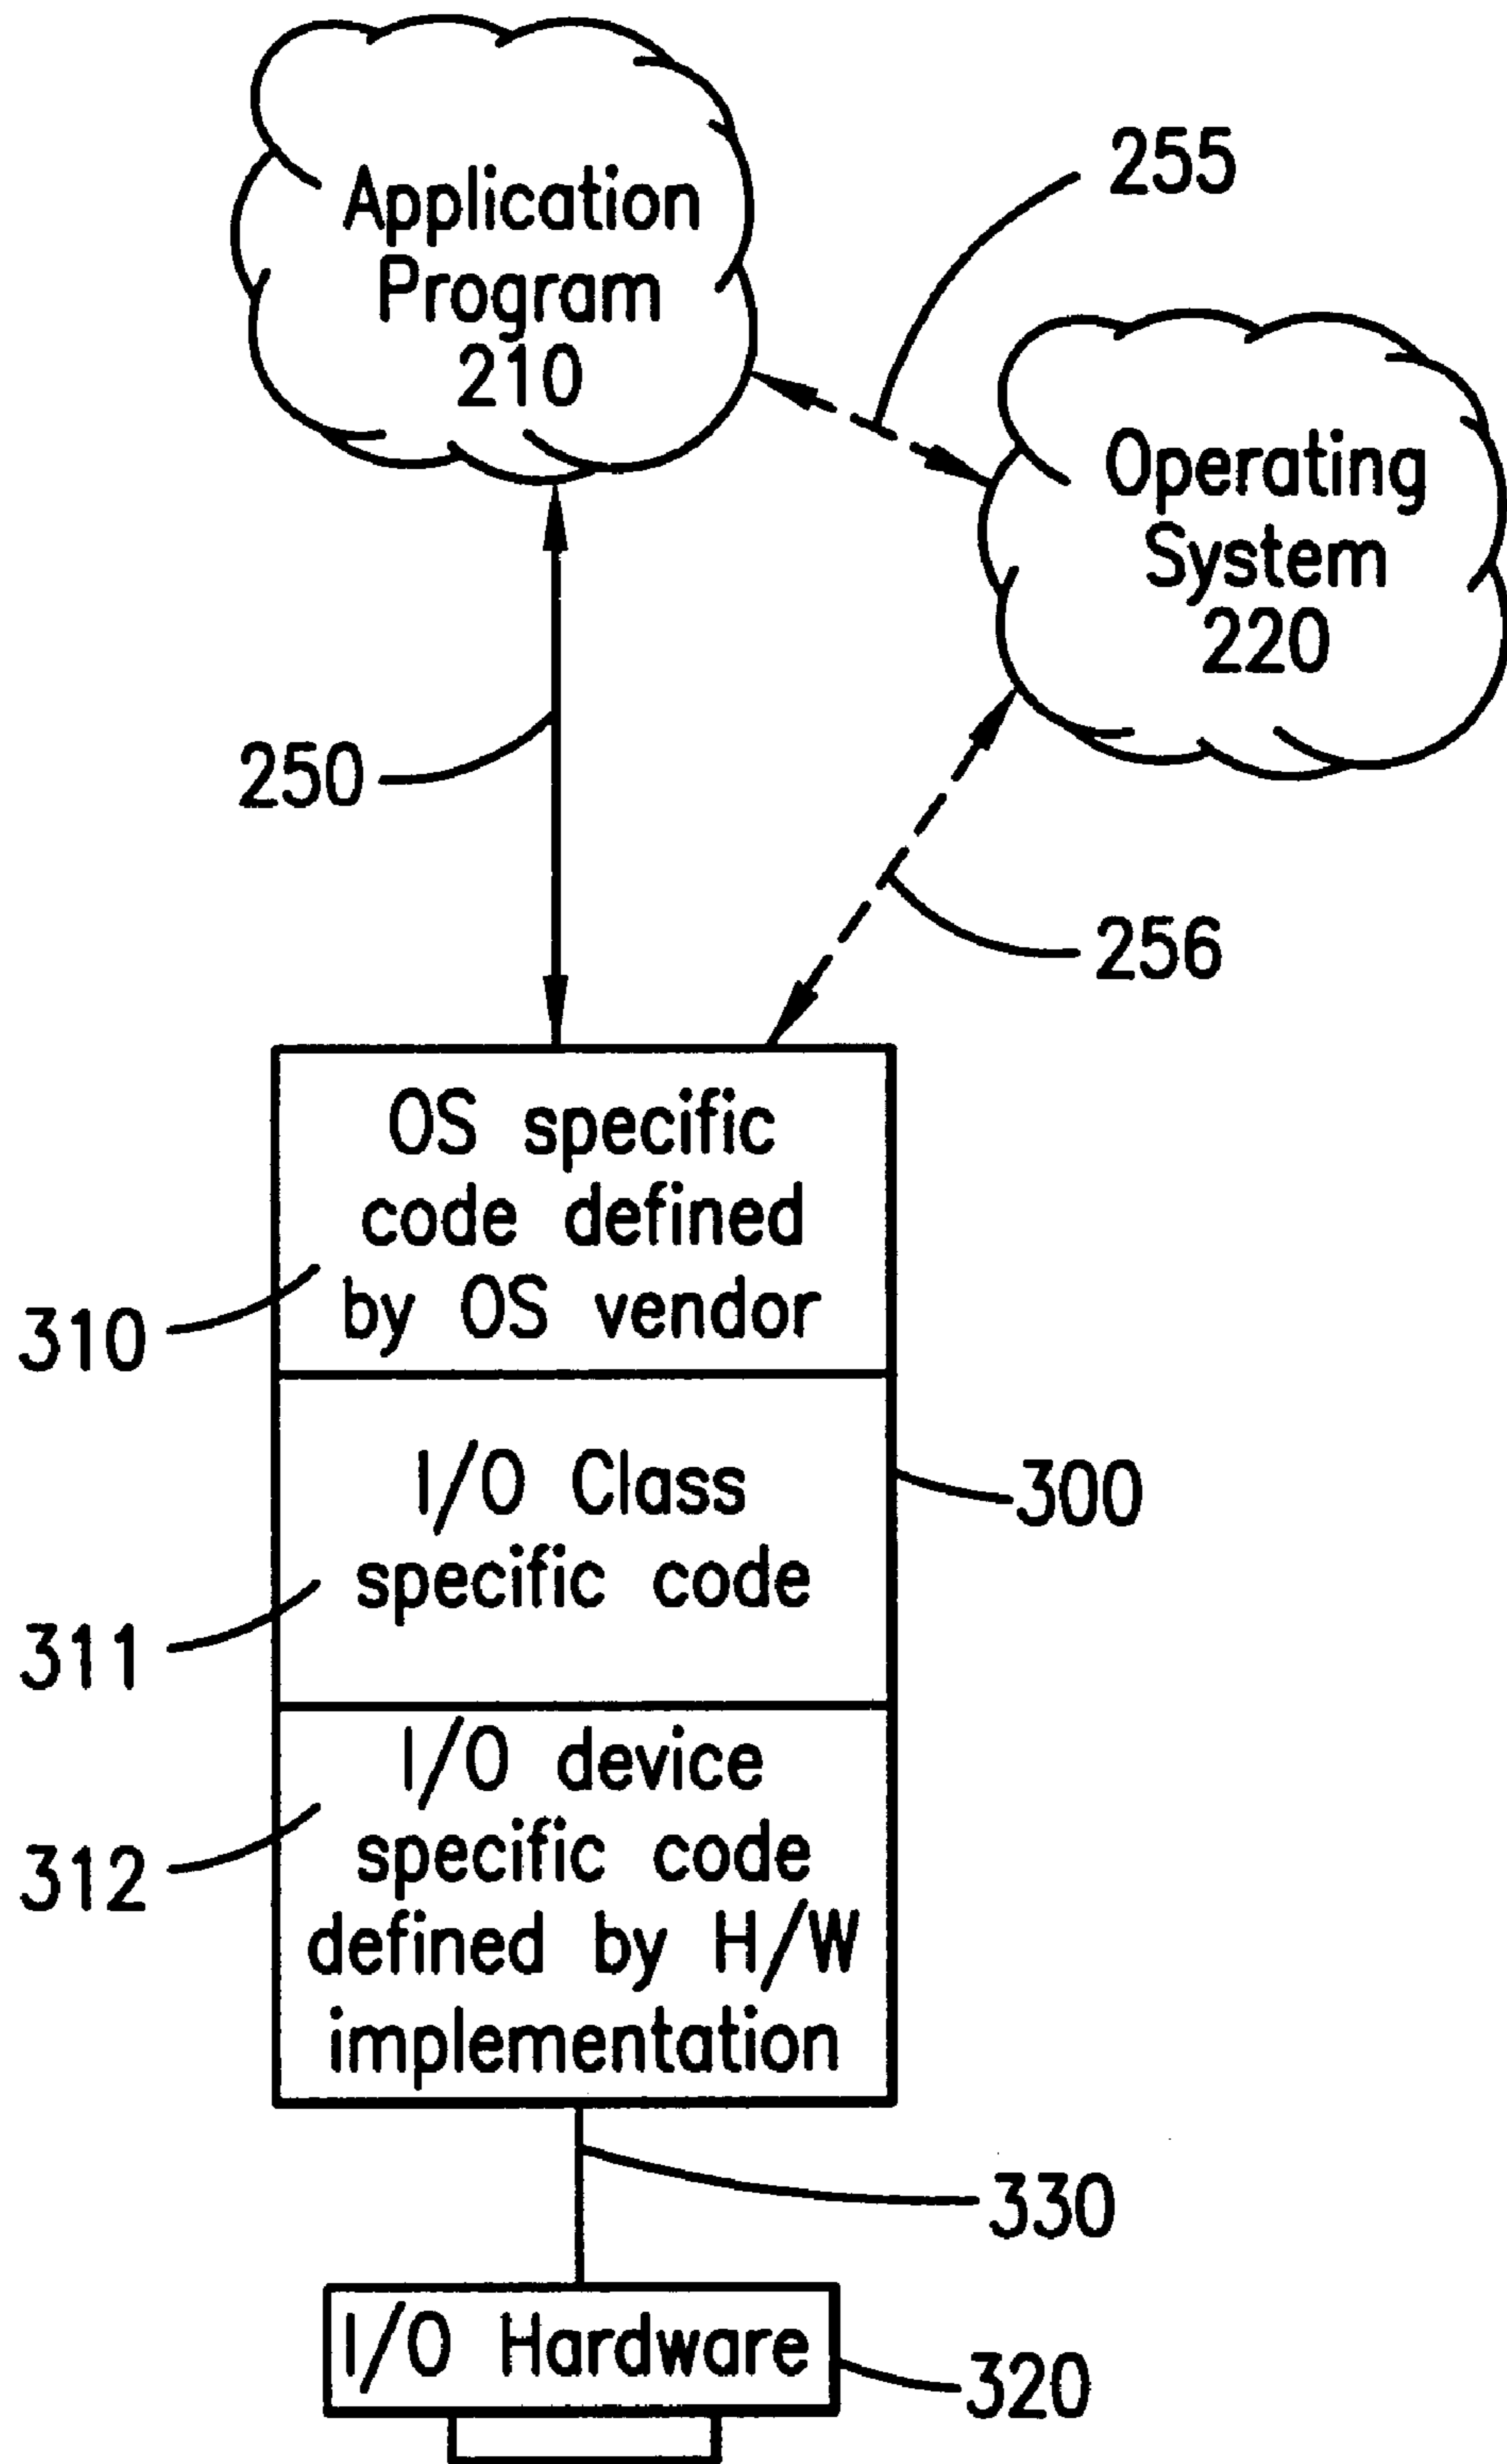 255
Application
Program
210
Operating
System
220
250
256
OS specific
code defined
by OS vendor
310
I/O Class
specific code
300
311
I/O device
specific code
defined by H/W
implementation
312
330
I/O Hardware
320